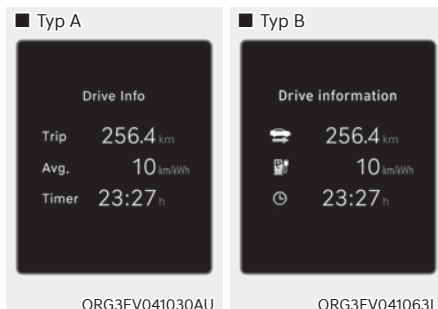 ■ Typ A
Drive Info
Trip 256.4 km
Avg. 10 km/kWh
Timer 23:27 h
ORG3EV041030AU
■ Typ B
Drive information
256.4 km
10 km/kWh
23:27 h
ORG3EV041063L